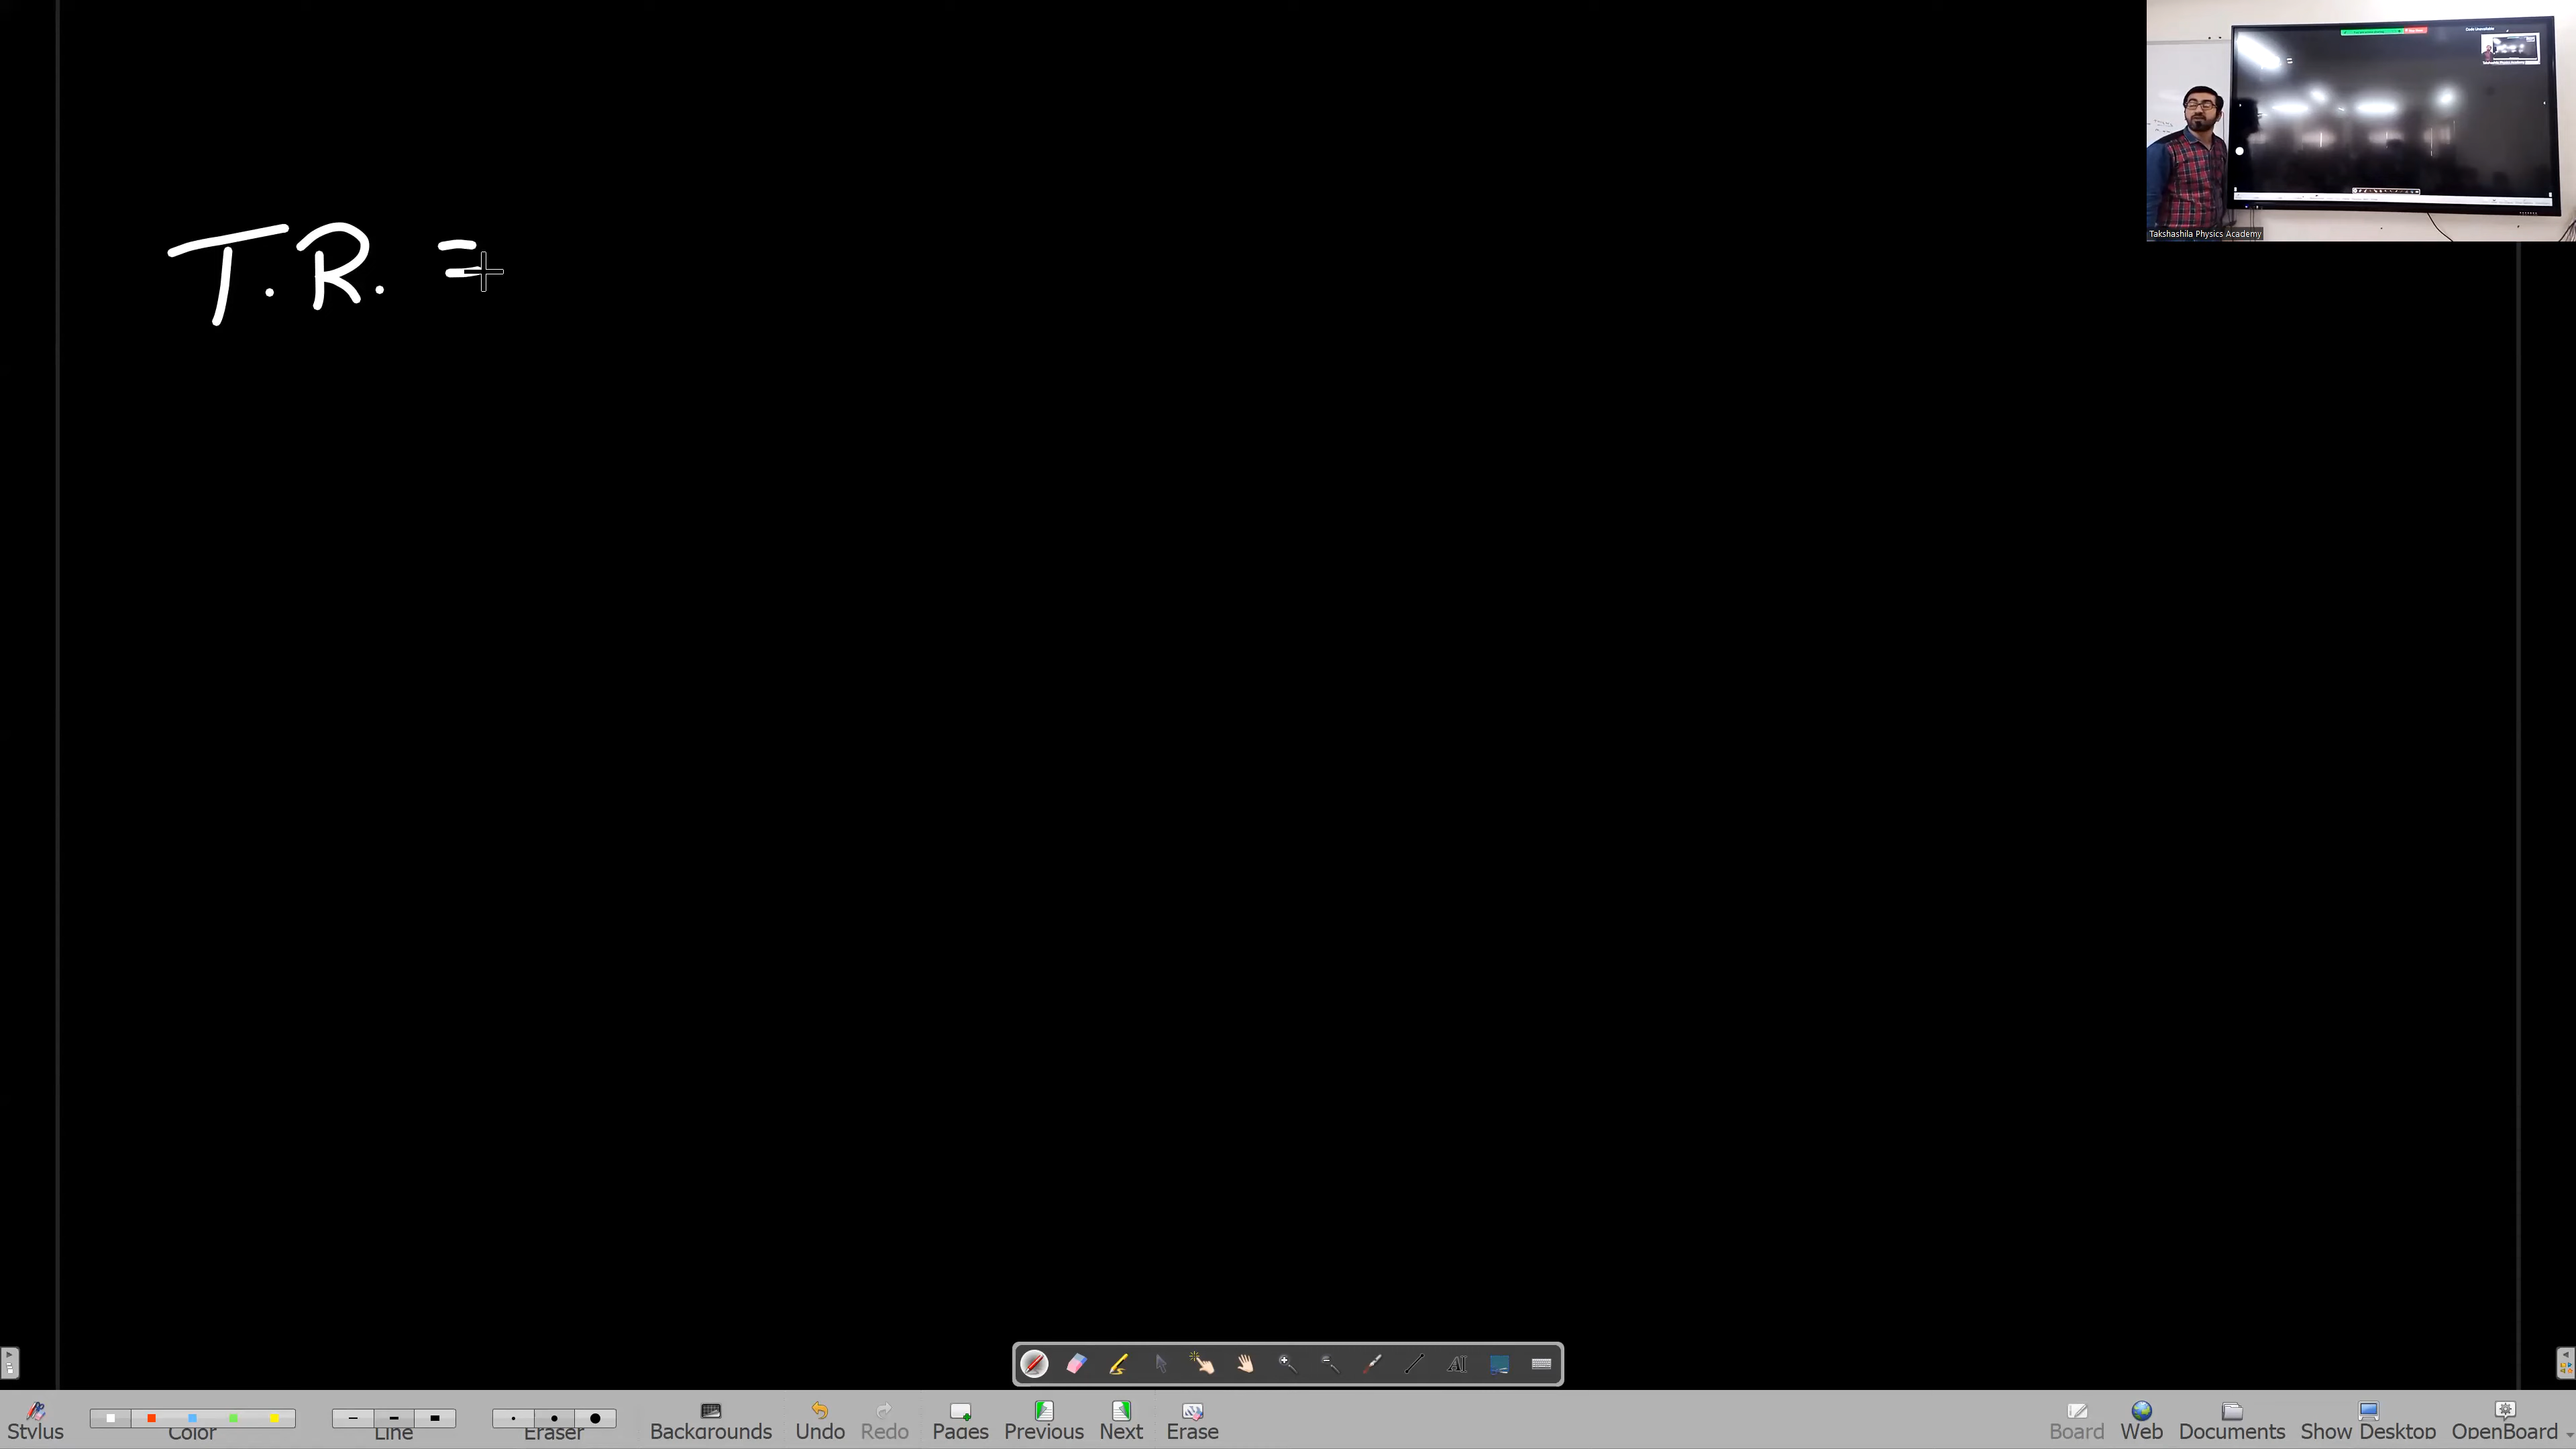 T.R. =
Takshashila Physics Academy
Stylus
Color
Line
Eraser
Backgrounds
Undo
Redo
Pages
Previous
Next
Erase
Board
Web
Documents
Show Desktop
OpenBoard